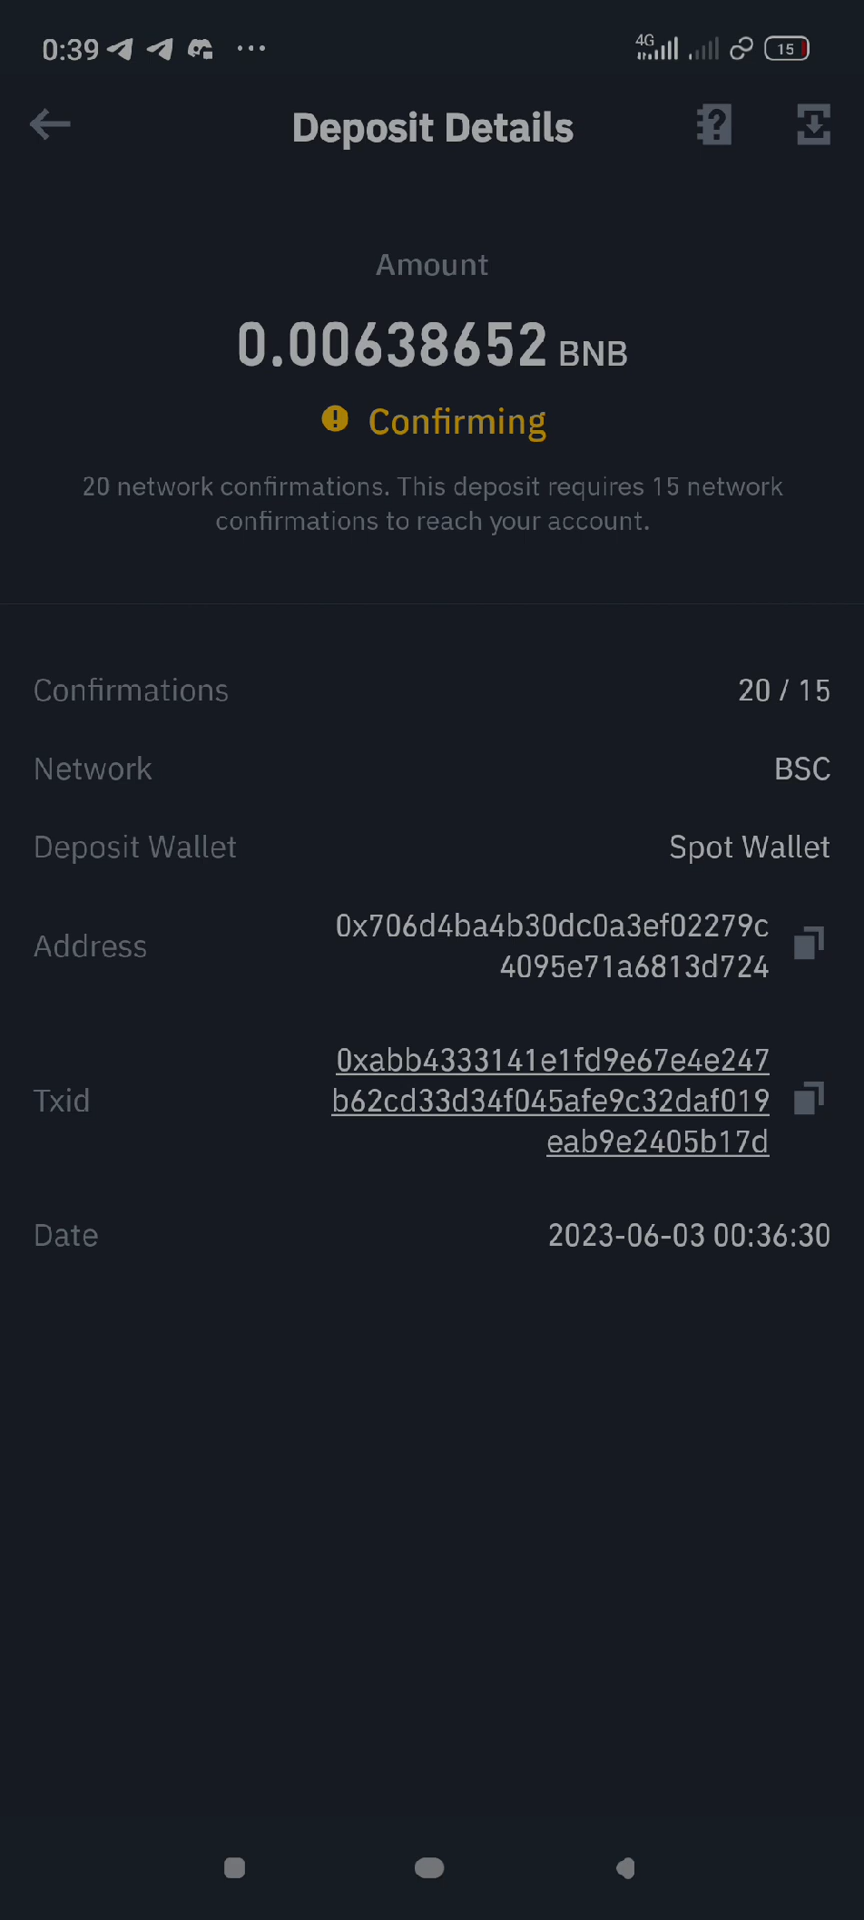 0:39
4G
15
Deposit Details
Amount
0.00638652 BNB
Confirming
20 network confirmations. This deposit requires 15 network
confirmations to reach your account.
Confirmations 20 / 15
Network BSC
Deposit Wallet Spot Wallet
Address 0x706d4ba4b30dc0a3ef02279c
4095e71a6813d724
Txid 0xabb4333141e1fd9e67e4e247
b62cd33d34f045afe9c32daf019
eab9e2405b17d
Date 2023-06-03 00:36:30